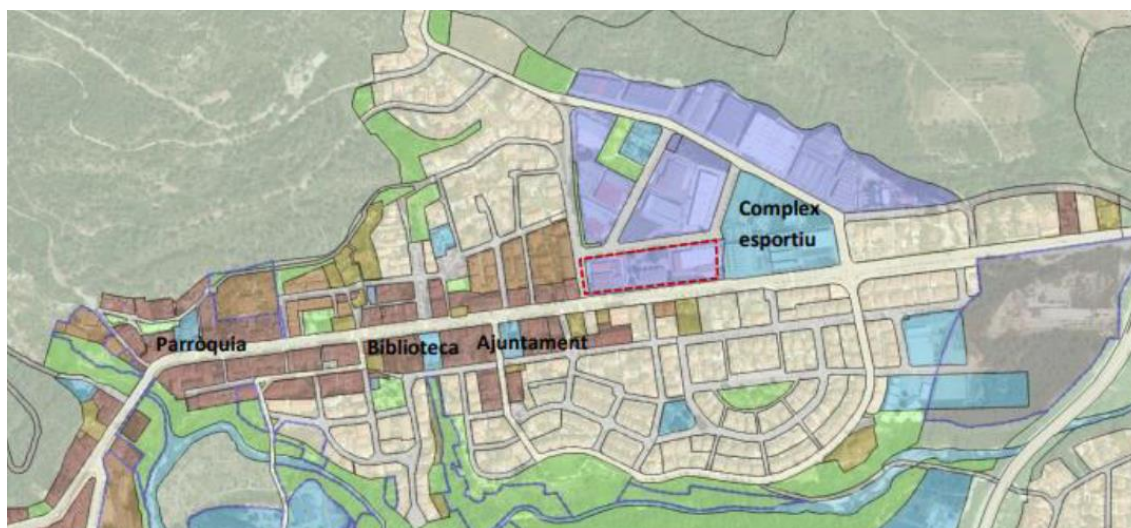 Complex
esportiu
Parròquia
Biblioteca
Ajuntament